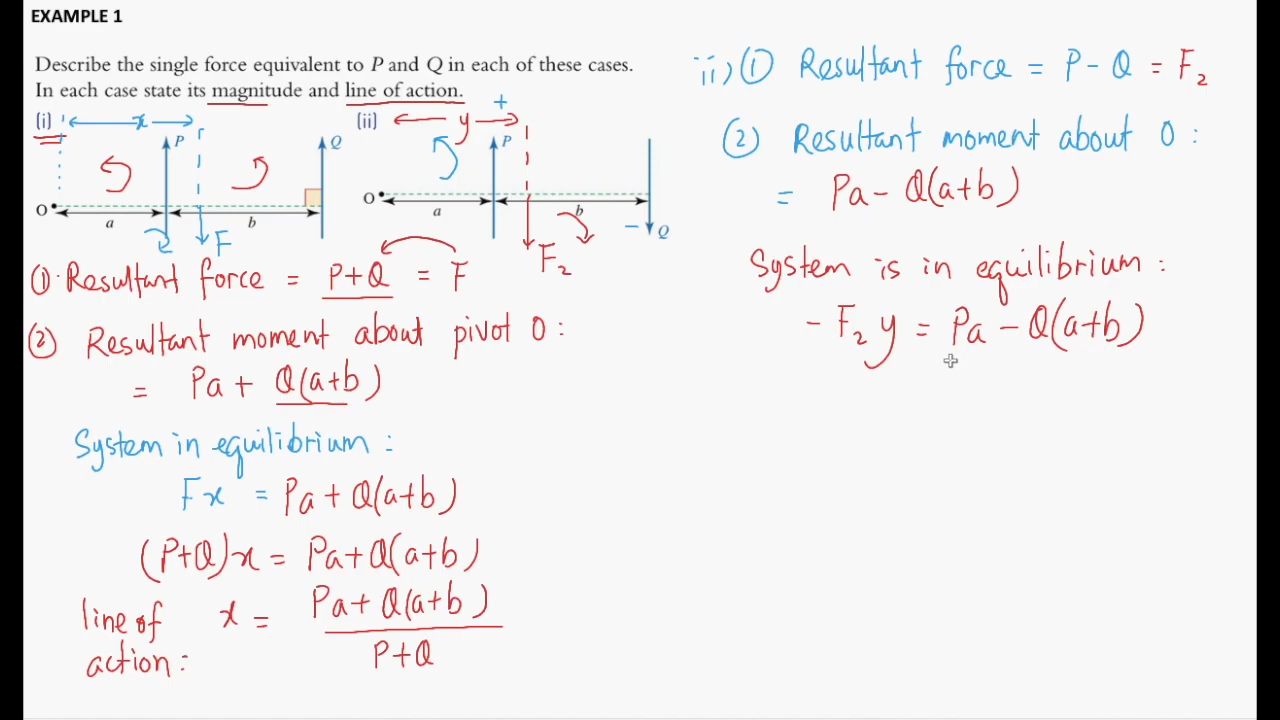 EXAMPLE 1
Describe the single force equivalent to P and Q in each of these cases.
In each case state its magnitude and line of action.
(i) x P Q
O a b F
(ii) y + P
O a b − Q
F₂
① Resultant force = P+Q = F
② Resultant moment about pivot O :
= Pa + Q(a+b)
System in equilibrium :
Fx = Pa + Q(a+b)
(P+Q)x = Pa + Q(a+b)
line of action : x = Pa + Q(a+b) / P+Q
ii) ① Resultant force = P − Q = F₂
② Resultant moment about O :
= Pa − Q(a+b)
System is in equilibrium :
− F₂ y = Pa − Q(a+b)